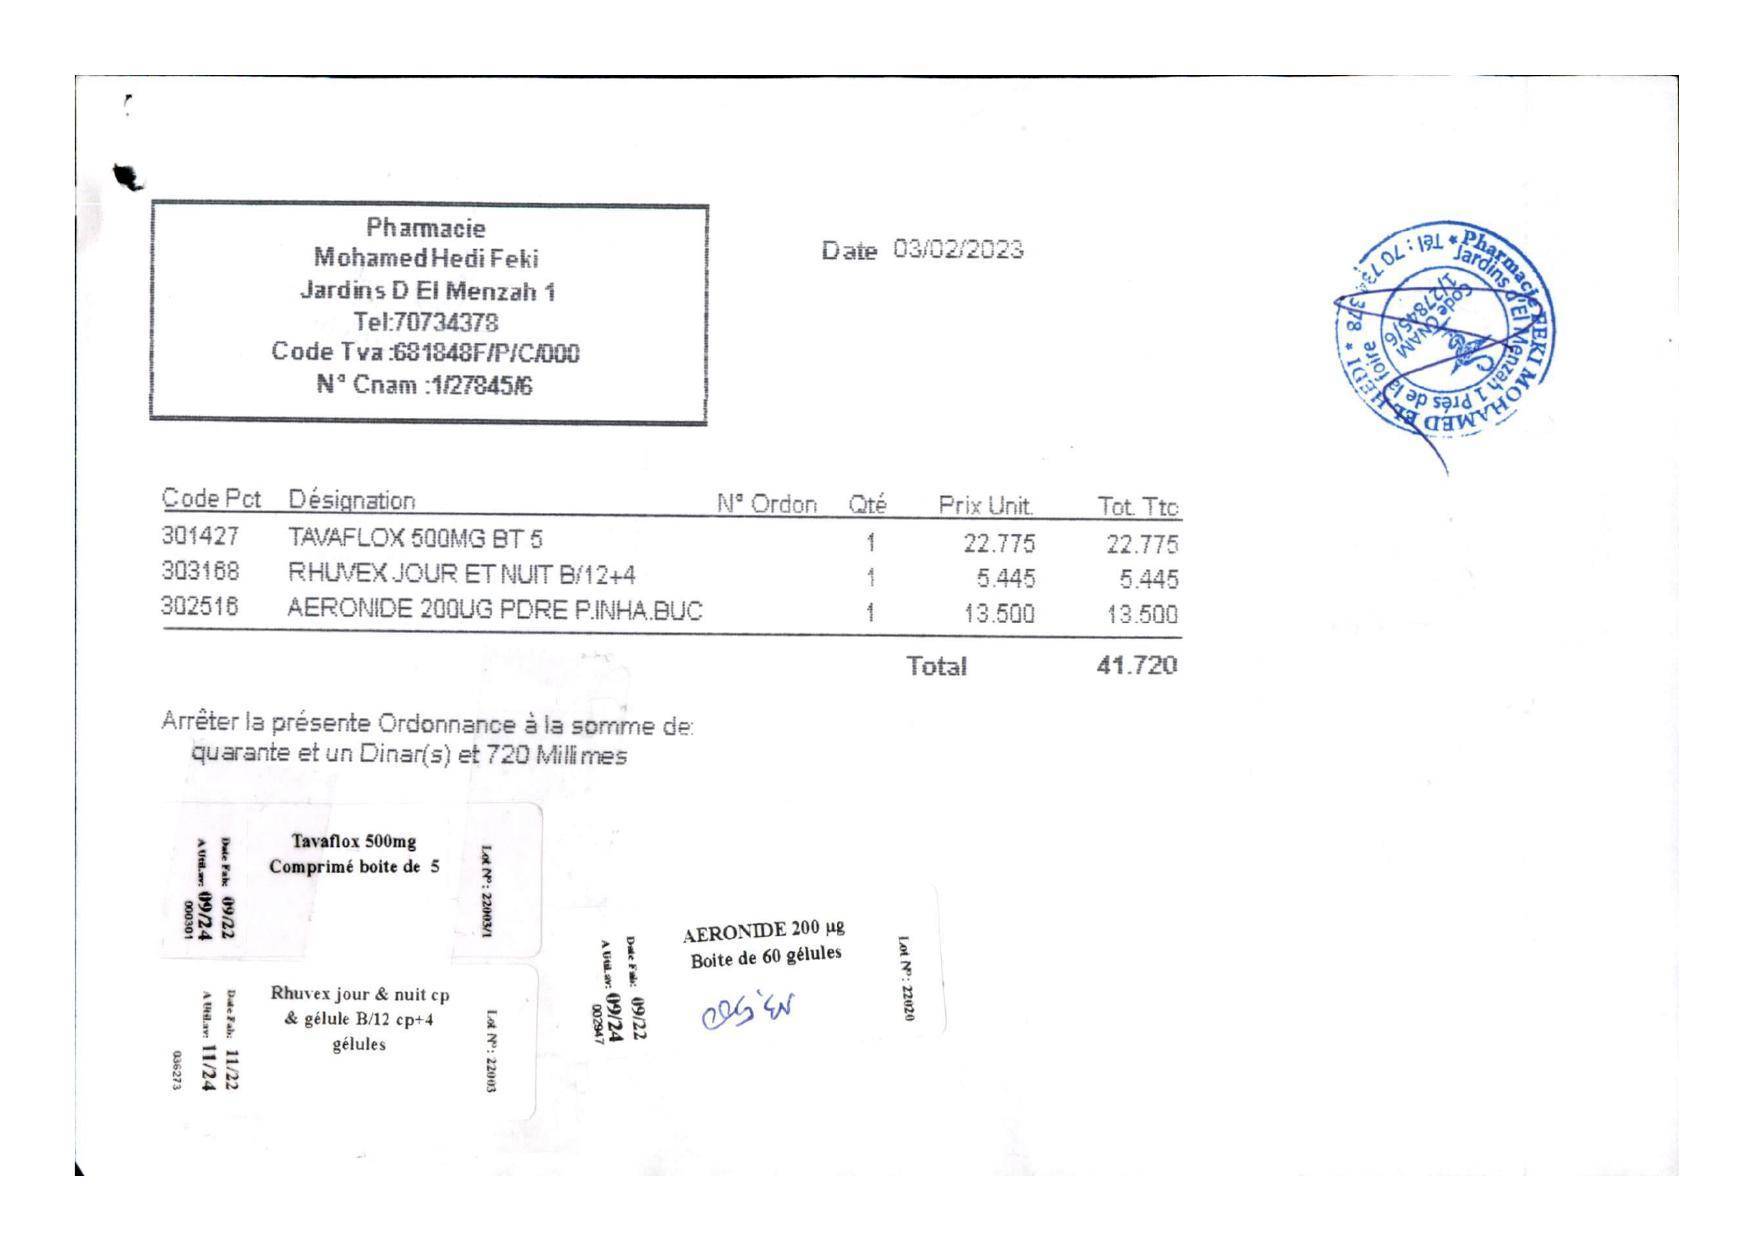 Pharmacie
Mohamed Hedi Feki
Jardins D El Menzah 1
Tel:70734378
Code Tva :681848F/P/C/000
N° Cnam :1/27845/6
Date 03/02/2023
Pharmacie FEKI MOHAMED EL HEDI *
Jardins d'El Menzah 1 Prés de la foire
* Tél : 70 734 378 *
Code CNAM
1/27845/6
Code Pct Désignation N° Ordon Qté Prix Unit. Tot. Ttc
301427 TAVAFLOX 500MG BT 5 1 22.775 22.775
303168 RHUVEX JOUR ET NUIT B/12+4 1 5.445 5.445
302516 AERONIDE 200UG PDRE P.INHA.BUC 1 13.500 13.500
Total 41.720
Arrêter la présente Ordonnance à la somme de:
quarante et un Dinar(s) et 720 Millimes
Tavaflox 500mg
Comprimé boite de 5
Date Fab: 09/22
A Util.av: 09/24
000301
Lot N° : 22003/1
Rhuvex jour & nuit cp
& gélule B/12 cp+4
gélules
Date Fab: 11/22
A Util.av: 11/24
036273
Lot N° : 22003
AERONIDE 200 µg
Boite de 60 gélules
Date Fab: 09/22
A Util.av: 09/24
002947
Lot N° : 22020